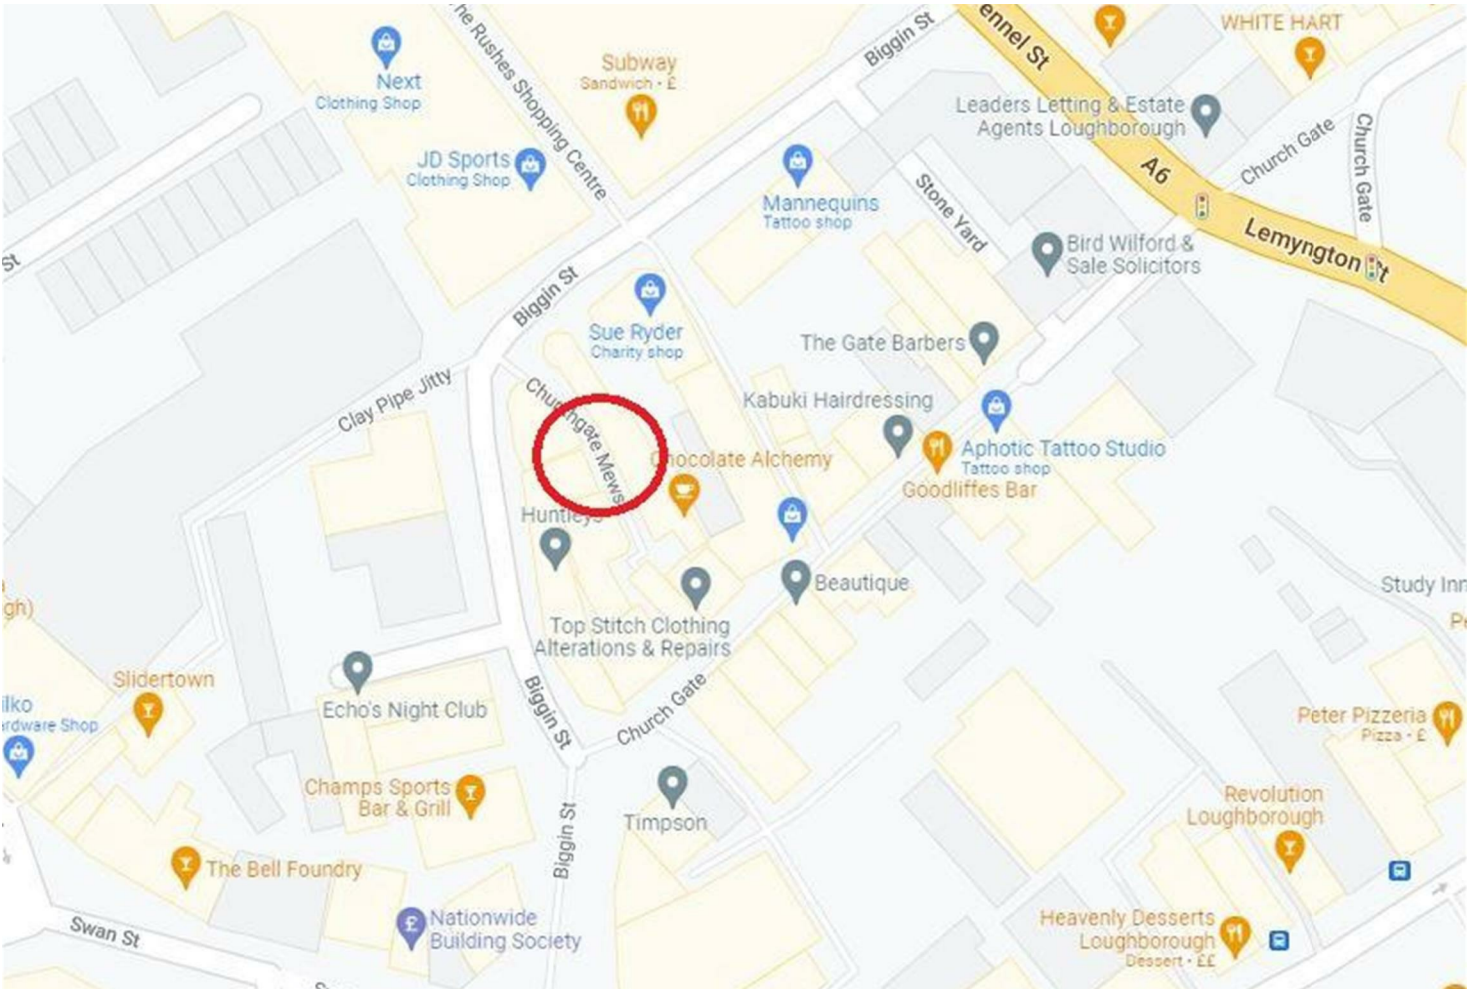 ennel St
Biggin St
WHITE HART
The Rushes Shopping Centre
Subway
Sandwich • £
Next
Clothing Shop
Leaders Letting & Estate
Agents Loughborough
Church Gate
Church Gate
JD Sports
Clothing Shop
A6
Mannequins
Tattoo shop
Stone Yard
Bird Wilford &
Sale Solicitors
Lemyngton St
St
Biggin St
Sue Ryder
Charity shop
The Gate Barbers
Clay Pipe Jitty
Churchgate Mews
Kabuki Hairdressing
Chocolate Alchemy
Aphotic Tattoo Studio
Tattoo shop
Goodliffes Bar
Huntleys
Beautique
Study Inn
gh)
Top Stitch Clothing
Alterations & Repairs
Pe
Slidertown
Biggin St
Church Gate
Echo's Night Club
ilko
ardware Shop
Peter Pizzeria
Pizza • £
Champs Sports
Bar & Grill
Timpson
Revolution
Loughborough
Biggin St
The Bell Foundry
Nationwide
Building Society
Swan St
Heavenly Desserts
Loughborough
Dessert • ££